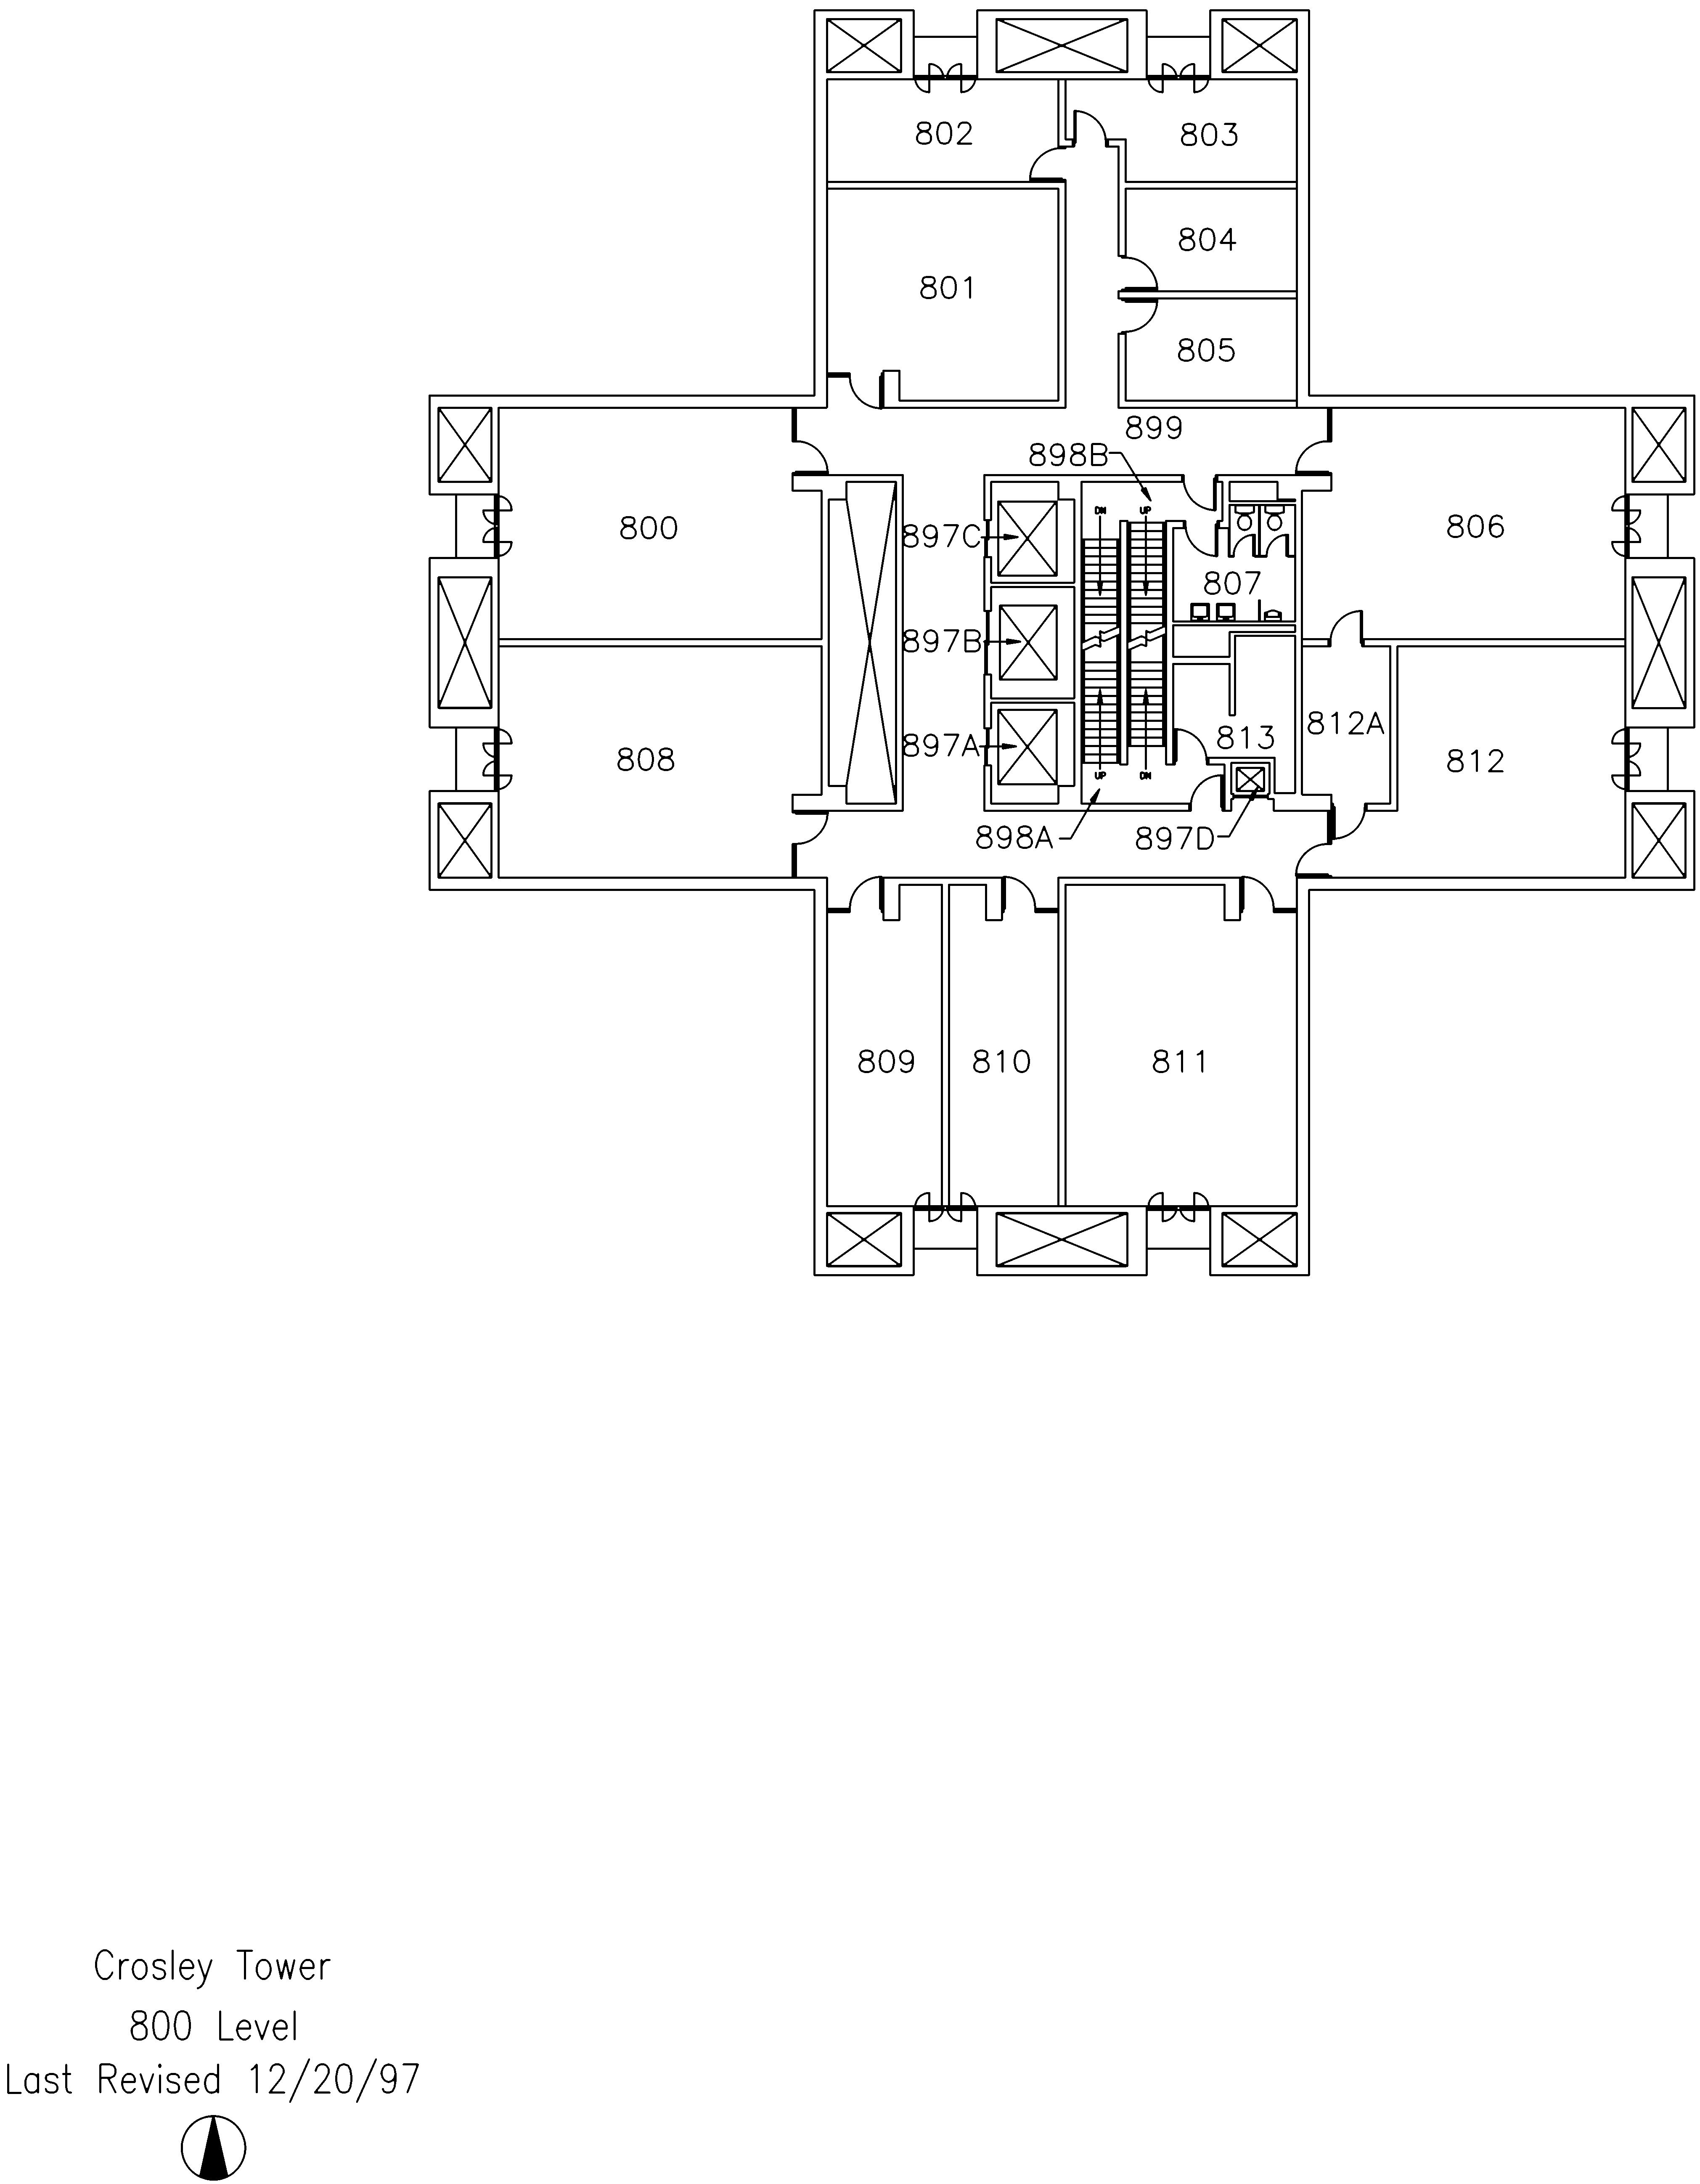 802
803
804
801
805
899
898B
DN
UP
800
897C
806
807
897B
812A
813
897A
808
812
UP
DN
898A
897D
809
810
811
Crosley Tower
800 Level
Last Revised 12/20/97